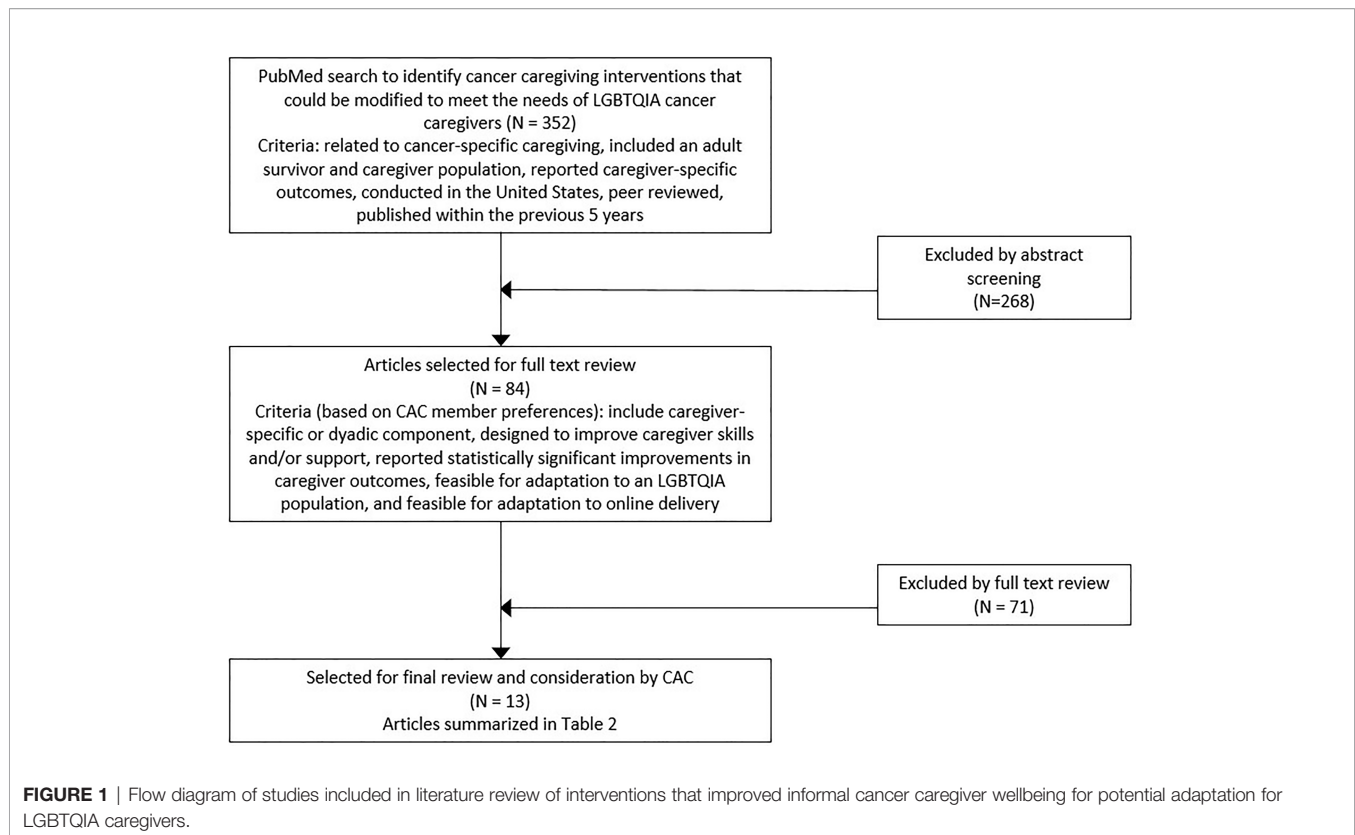 PubMed search to identify cancer caregiving interventions that
could be modified to meet the needs of LGBTQIA cancer
caregivers (N = 352)
Criteria: related to cancer-specific caregiving, included an adult
survivor and caregiver population, reported caregiver-specific
outcomes, conducted in the United States, peer reviewed,
published within the previous 5 years
Excluded by abstract
screening
(N=268)
Articles selected for full text review
(N = 84)
Criteria (based on CAC member preferences): include caregiver-
specific or dyadic component, designed to improve caregiver skills
and/or support, reported statistically significant improvements in
caregiver outcomes, feasible for adaptation to an LGBTQIA
population, and feasible for adaptation to online delivery
Excluded by full text review
(N = 71)
Selected for final review and consideration by CAC
(N = 13)
Articles summarized in Table 2
FIGURE 1 | Flow diagram of studies included in literature review of interventions that improved informal cancer caregiver wellbeing for potential adaptation for
LGBTQIA caregivers.